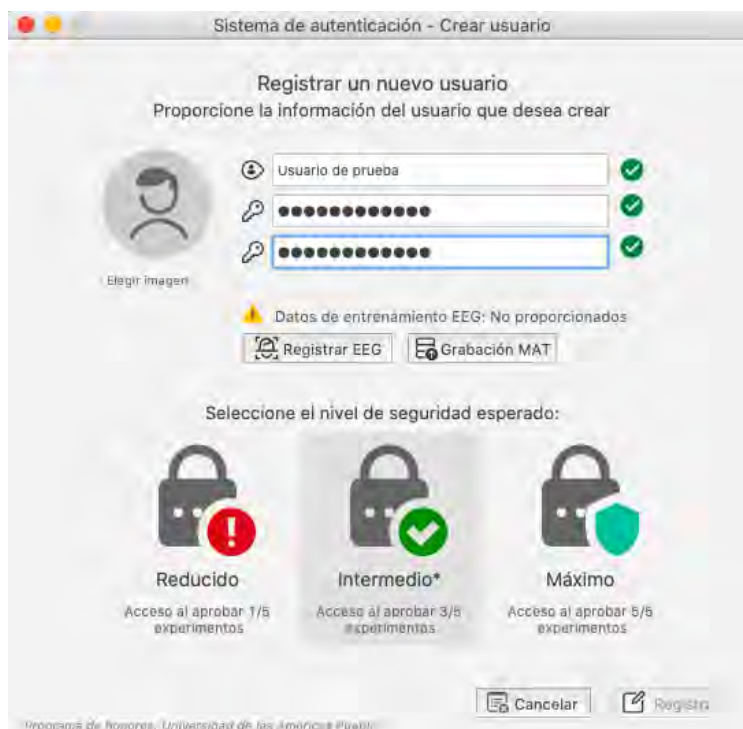 Sistema de autenticación - Crear usuario
Registrar un nuevo usuario
Proporcione la información del usuario que desea crear
Usuario de prueba
●●●●●●●●●●●●
●●●●●●●●●●●●
Elegir imagen
Datos de entrenamiento EEG: No proporcionados
Registrar EEG Grabación MAT
Seleccione el nivel de seguridad esperado:
Reducido Intermedio* Máximo
Acceso al aprobar 1/5 Acceso al aprobar 3/5 Acceso al aprobar 5/5
experimentos experimentos experimentos
Cancelar Registra
Programa de honores, Universidad de las Américas Puebl